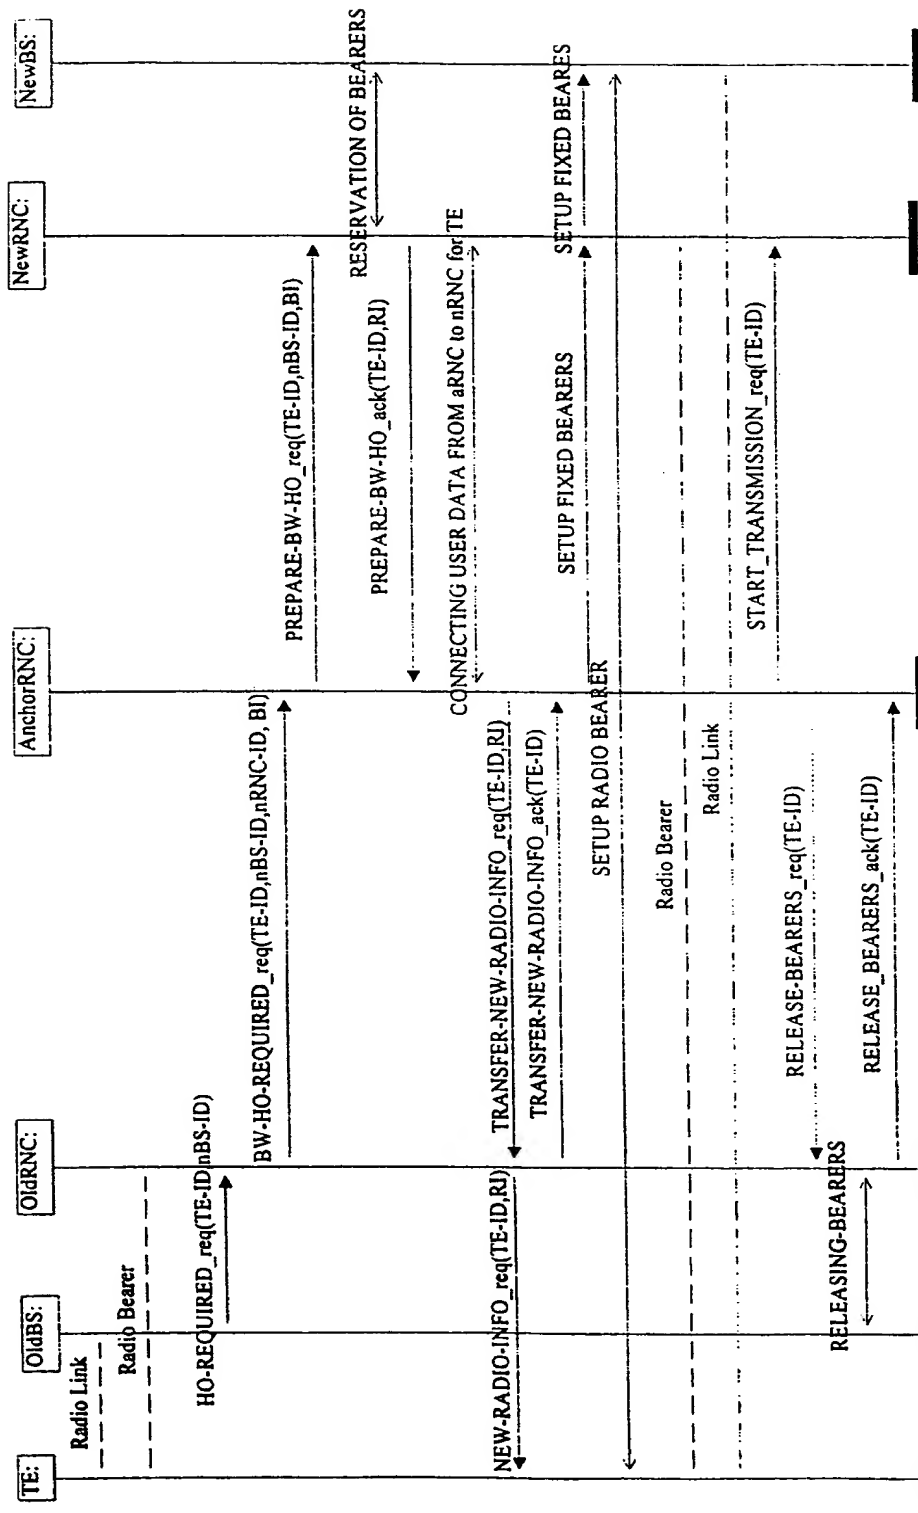 TE:
OldBS:
OldRNC:
AnchorRNC:
NewRNC:
NewBS:
Radio Link
Radio Bearer
HO-REQUIRED_req(TE-ID,nBS-ID)
BW-HO-REQUIRED_req(TE-ID,nBS-ID,nRNC-ID, BI)
PREPARE-BW-HO_req(TE-ID,nBS-ID,BI)
RESERVATION OF BEARERS
PREPARE-BW-HO_ack(TE-ID,RI)
CONNECTING USER DATA FROM aRNC to nRNC for TE
TRANSFER-NEW-RADIO-INFO_req(TE-ID,RI)
NEW-RADIO-INFO_req(TE-ID,RI)
TRANSFER-NEW-RADIO-INFO_ack(TE-ID)
SETUP FIXED BEARERS
SETUP FIXED BEARES
SETUP RADIO BEARER
Radio Bearer
Radio Link
START_TRANSMISSION_req(TE-ID)
RELEASE-BEARERS_req(TE-ID)
RELEASING-BEARERS
RELEASE_BEARERS_ack(TE-ID)